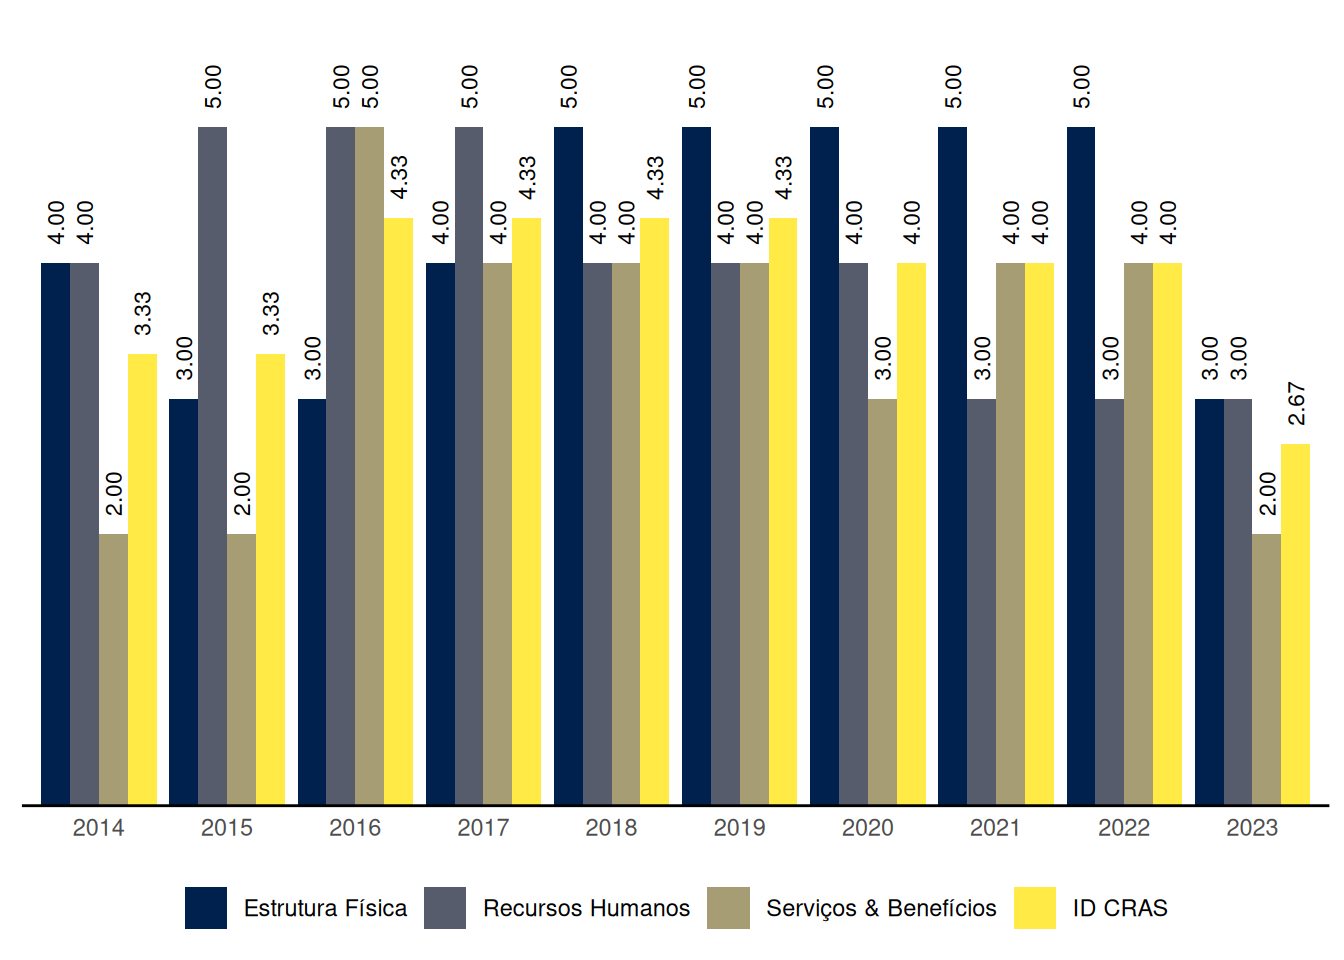 5.00 5.00 5.00 5.00 5.00 5.00 5.00 5.00 5.00
4.33 4.33 4.33 4.33
4.00 4.00 4.00 4.00 4.00 4.00 4.00 4.00 4.00 4.00 4.00 4.00 4.00 4.00
3.33 3.33
3.00 3.00 3.00 3.00 3.00 3.00 3.00
2.67
2.00 2.00 2.00
2014 2015 2016 2017 2018 2019 2020 2021 2022 2023
Estrutura Física Recursos Humanos Serviços & Benefícios ID CRAS